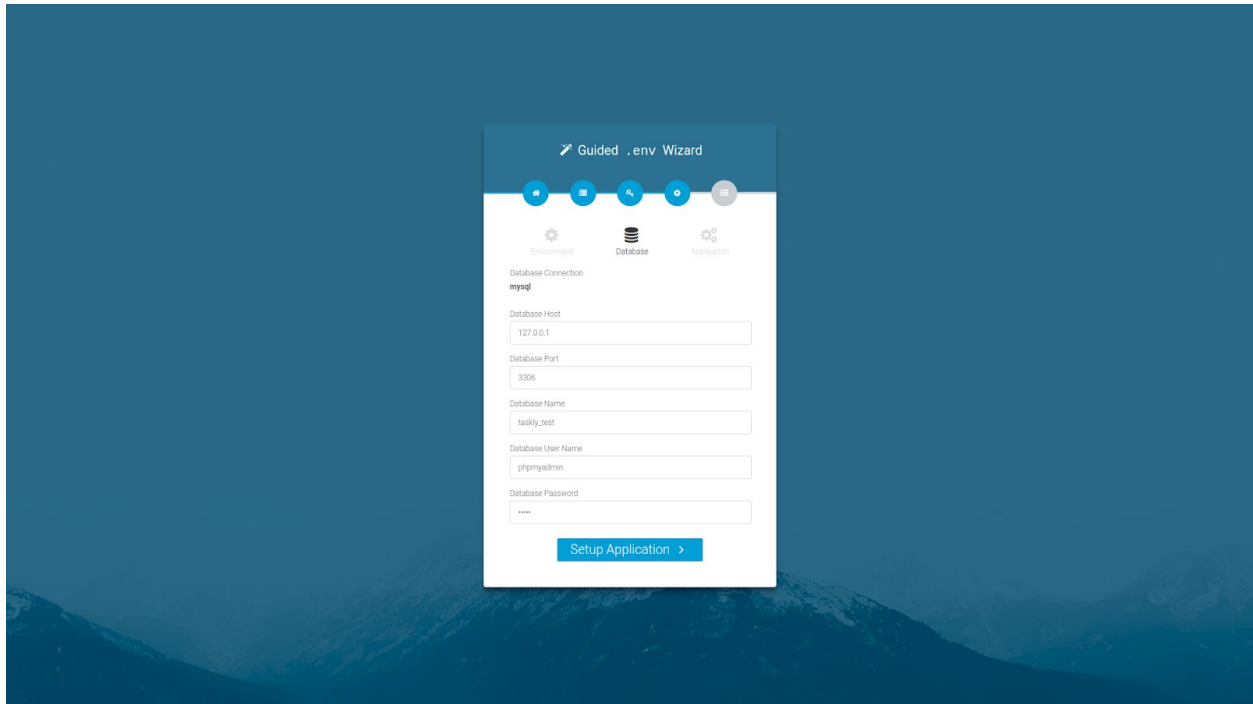 Guided .env Wizard
Environment Database Application
Database Connection
mysql
Database Host
127.0.0.1
Database Port
3306
Database Name
taskly_test
Database User Name
phpmyadmin
Database Password
•••••
Setup Application